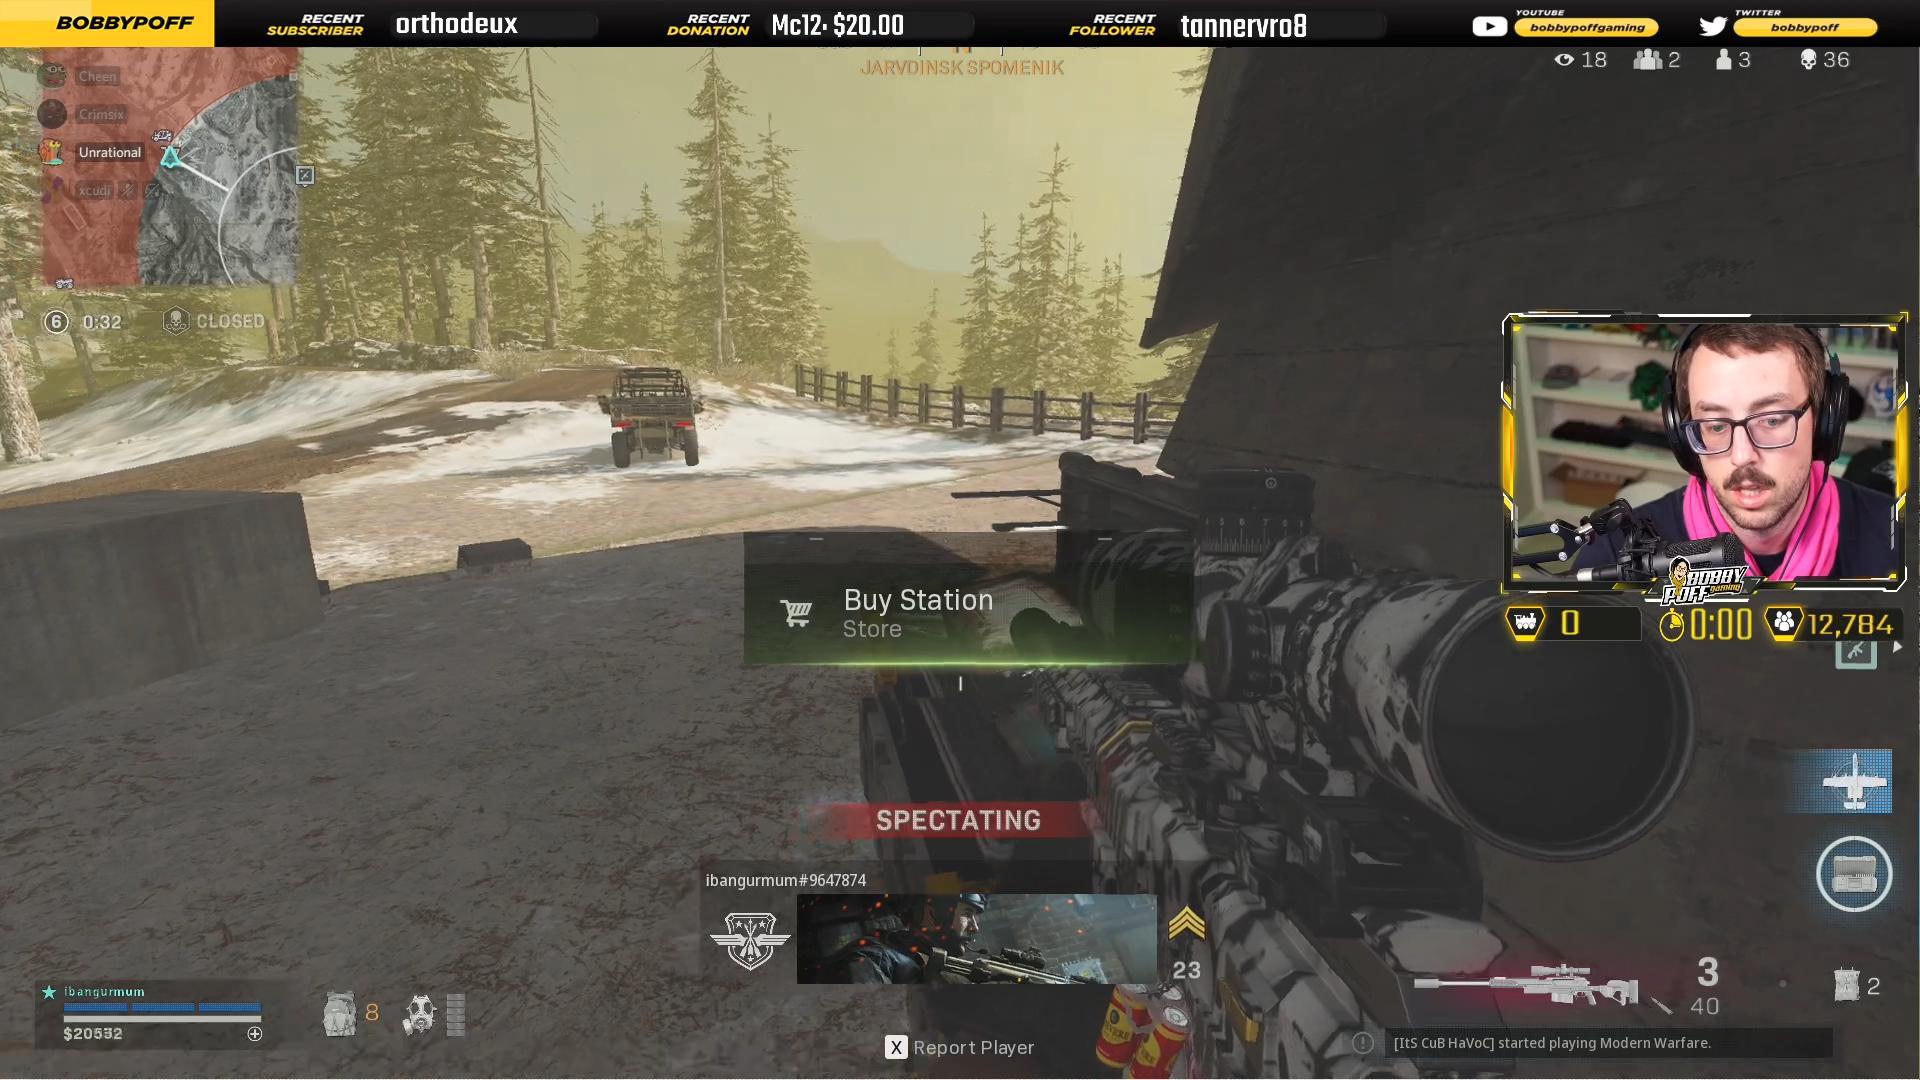 BOBBYPOFF
RECENT SUBSCRIBER
orthodeux
RECENT DONATION
Mc12: $20.00
RECENT FOLLOWER
tannervro8
YOUTUBE
bobbypoffgaming
TWITTER
bobbypoff
Cheen
Crimsix
Unrational
xcudi
JARVDINSK SPOMENIK
18
2
3
36
6
0:32
CLOSED
Buy Station
Store
BOBBY
POFF
gaming
0
0:00
12,784
SPECTATING
ibangurmum#9647874
23
ibangurmum
$20532
8
X Report Player
3
40
2
[ItS CuB HaVoC] started playing Modern Warfare.